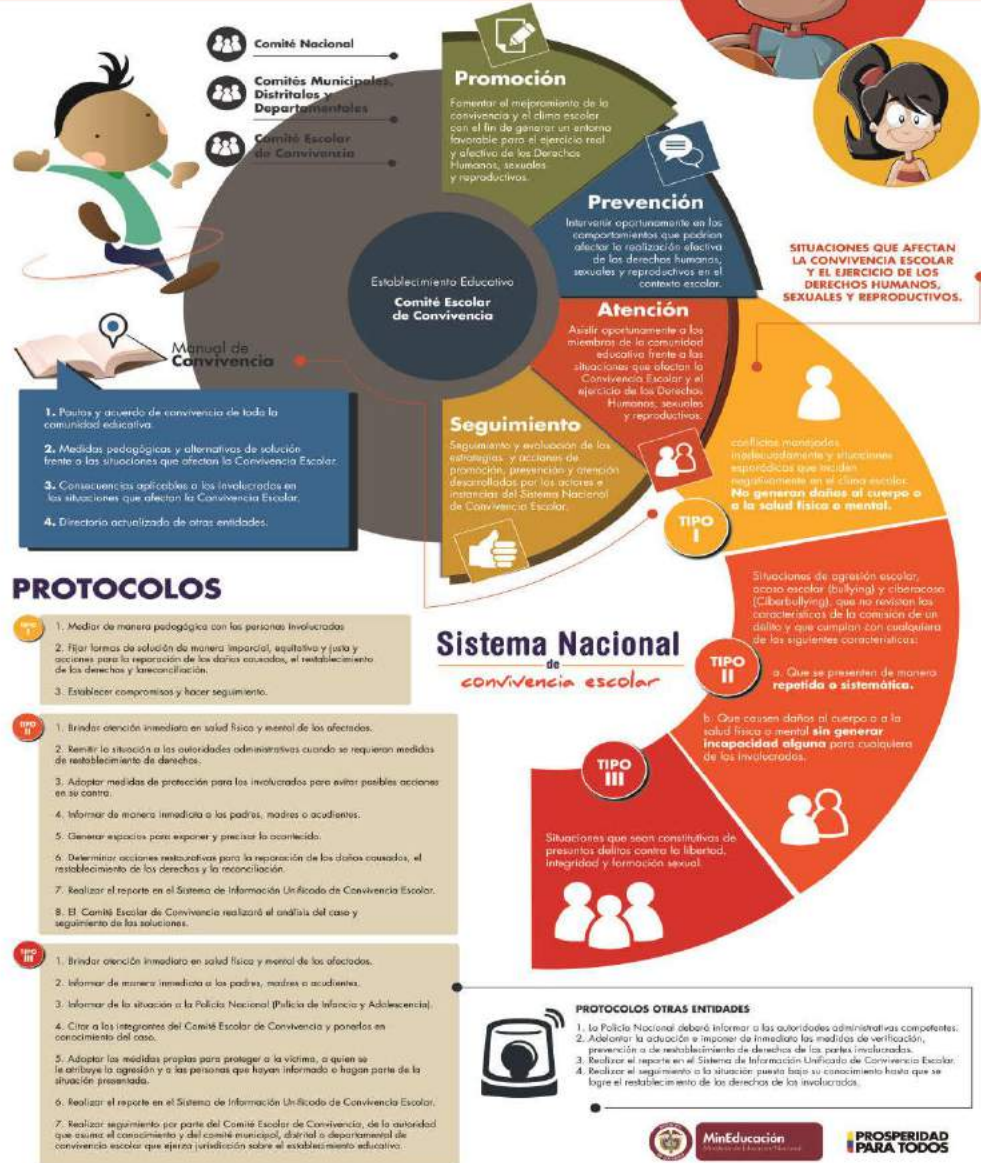 Comité Nacional
Comités Municipales,
Distritales y
Departamentales
Comité Escolar
de Convivencia
Promoción
Fomentar el mejoramiento de la
convivencia y el clima escolar
con el fin de generar un entorno
favorable para el ejercicio real
y efectivo de los Derechos
Humanos, sexuales
y reproductivos.
Prevención
Intervenir oportunamente en los
comportamientos que podrían
afectar la realización efectiva
de los derechos humanos,
sexuales y reproductivos en el
contexto escolar.
Establecimiento Educativo
Comité Escolar
de Convivencia
Atención
Asistir oportunamente a los
miembros de la comunidad
educativa frente a las
situaciones que afectan la
Convivencia Escolar y el
ejercicio de los Derechos
Humanos, sexuales
y reproductivos.
Seguimiento
Seguimiento y evaluación de las
estrategias y acciones de
promoción, prevención y atención
desarrolladas por los actores e
instancias del Sistema Nacional
de Convivencia Escolar.
Manual de
Convivencia
1. Pautas y acuerdo de convivencia de toda la
comunidad educativa.
2. Medidas pedagógicas y alternativas de solución
frente a las situaciones que afectan la Convivencia Escolar.
3. Consecuencias aplicables a los involucrados en
las situaciones que afectan la Convivencia Escolar.
4. Directorio actualizado de otras entidades.
SITUACIONES QUE AFECTAN
LA CONVIVENCIA ESCOLAR
Y EL EJERCICIO DE LOS
DERECHOS HUMANOS,
SEXUALES Y REPRODUCTIVOS.
TIPO
I
conflictos manejados
inadecuadamente y situaciones
esporádicas que inciden
negativamente en el clima escolar.
No generan daños al cuerpo o
a la salud física o mental.
TIPO
II
Situaciones de agresión escolar,
acoso escolar (bullying) y ciberacoso
(Ciberbullying), que no revistan las
características de la comisión de un
delito y que cumplan con cualquiera
de las siguientes características:
a. Que se presenten de manera
repetida o sistemática.
b. Que causen daños al cuerpo o a la
salud física o mental sin generar
incapacidad alguna para cualquiera
de los involucrados.
TIPO
III
Situaciones que sean constitutivas de
presuntos delitos contra la libertad,
integridad y formación sexual.
Sistema Nacional
de
convivencia escolar
PROTOCOLOS
TIPO
I
1. Mediar de manera pedagógica con las personas involucradas
2. Fijar formas de solución de manera imparcial, equitativa y justa y
acciones para la reparación de los daños causados, el restablecimiento
de los derechos y lareconciliación.
3. Establecer compromisos y hacer seguimiento.
TIPO
II
1. Brindar atención inmediata en salud física y mental de los afectados.
2. Remitir la situación a las autoridades administrativas cuando se requieran medidas
de restablecimiento de derechos.
3. Adoptar medidas de protección para los involucrados para evitar posibles acciones
en su contra.
4. Informar de manera inmediata a los padres, madres o acudientes.
5. Generar espacios para exponer y precisar lo acontecido.
6. Determinar acciones restaurativas para la reparación de los daños causados, el
restablecimiento de los derechos y la reconciliación.
7. Realizar el reporte en el Sistema de Información Unificado de Convivencia Escolar.
8. El Comité Escolar de Convivencia realizará el análisis del caso y
seguimiento de las soluciones.
TIPO
III
1. Brindar atención inmediata en salud física y mental de los afectados.
2. Informar de manera inmediata a los padres, madres o acudientes.
3. Informar de la situación a la Policía Nacional (Policía de Infancia y Adolescencia).
4. Citar a los integrantes del Comité Escolar de Convivencia y ponerlos en
conocimiento del caso.
5. Adoptar las medidas propias para proteger a la víctima, a quien se
le atribuye la agresión y a las personas que hayan informado o hagan parte de la
situación presentada.
6. Realizar el reporte en el Sistema de Información Unificado de Convivencia Escolar.
7. Realizar seguimiento por parte del Comité Escolar de Convivencia, de la autoridad
que asuma el conocimiento y del comité municipal, distrital o departamental de
convivencia escolar que ejerza jurisdicción sobre el establecimiento educativo.
PROTOCOLOS OTRAS ENTIDADES
1. La Policía Nacional deberá informar a las autoridades administrativas competentes.
2. Adelantar la actuación e imponer de inmediato las medidas de verificación,
prevención o de restablecimiento de derechos de las partes involucradas.
3. Realizar el reporte en el Sistema de Información Unificado de Convivencia Escolar.
4. Realizar el seguimiento a la situación puesta bajo su conocimiento hasta que se
logre el restablecimiento de los derechos de los involucrados.
MinEducación
Ministerio de Educación Nacional
PROSPERIDAD
PARA TODOS